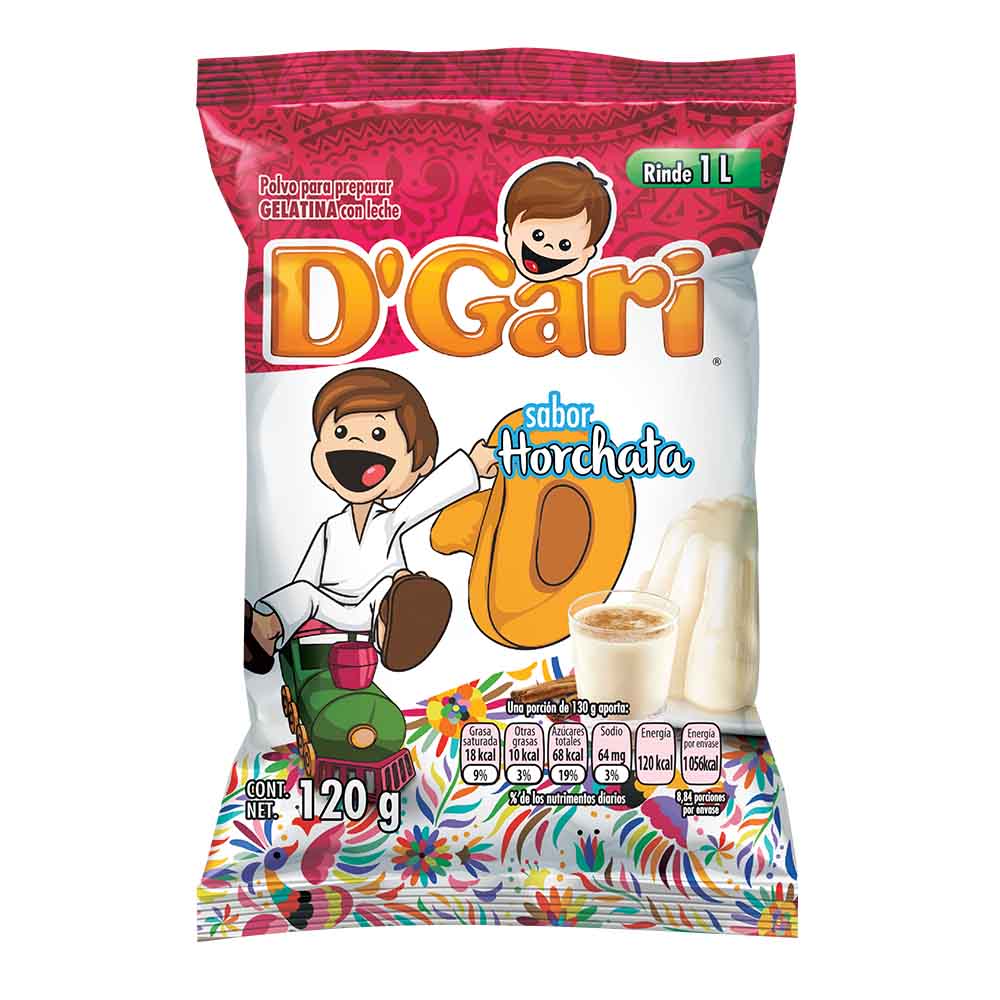 Rinde 1 L
Polvo para preparar
GELATINA con leche
D'Gari
®
sabor
Horchata
D
Una porción de 130 g aporta:
Grasa saturada 18 kcal 9%
Otras grasas 10 kcal 3%
Azúcares totales 68 kcal 19%
Sodio 64 mg 3%
Energía 120 kcal
Energía por envase 1056kcal
% de los nutrimentos diarios
8,84 porciones
por envase
CONT.
NET. 120 g